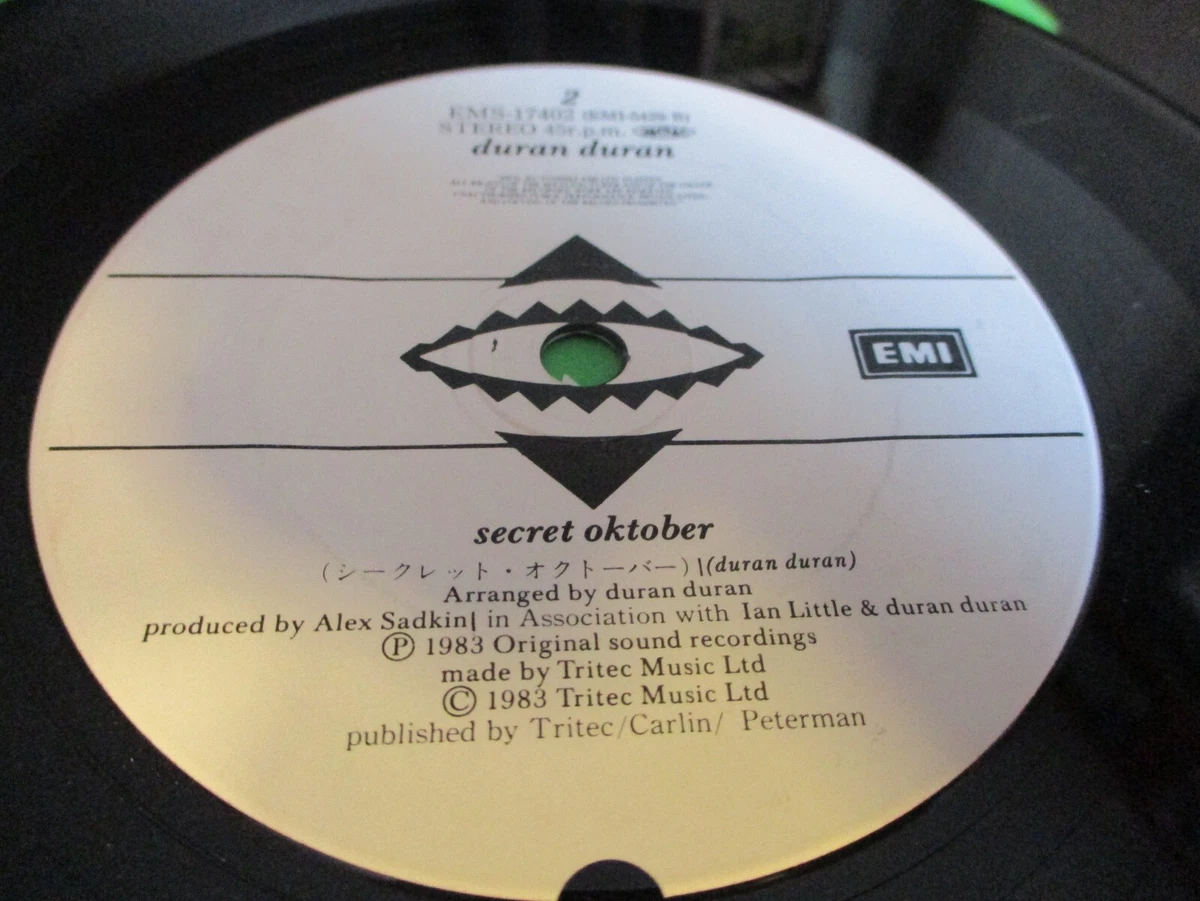 2
EMS-17402 (EMI-5429-B)
STEREO 45r.p.m.
duran duran
EMI
secret oktober
(シークレット・オクトーバー) \(duran duran)
Arranged by duran duran
produced by Alex Sadkin\ in Association with Ian Little & duran duran
Ⓟ 1983 Original sound recordings
made by Tritec Music Ltd
© 1983 Tritec Music Ltd
published by Tritec/Carlin/ Peterman